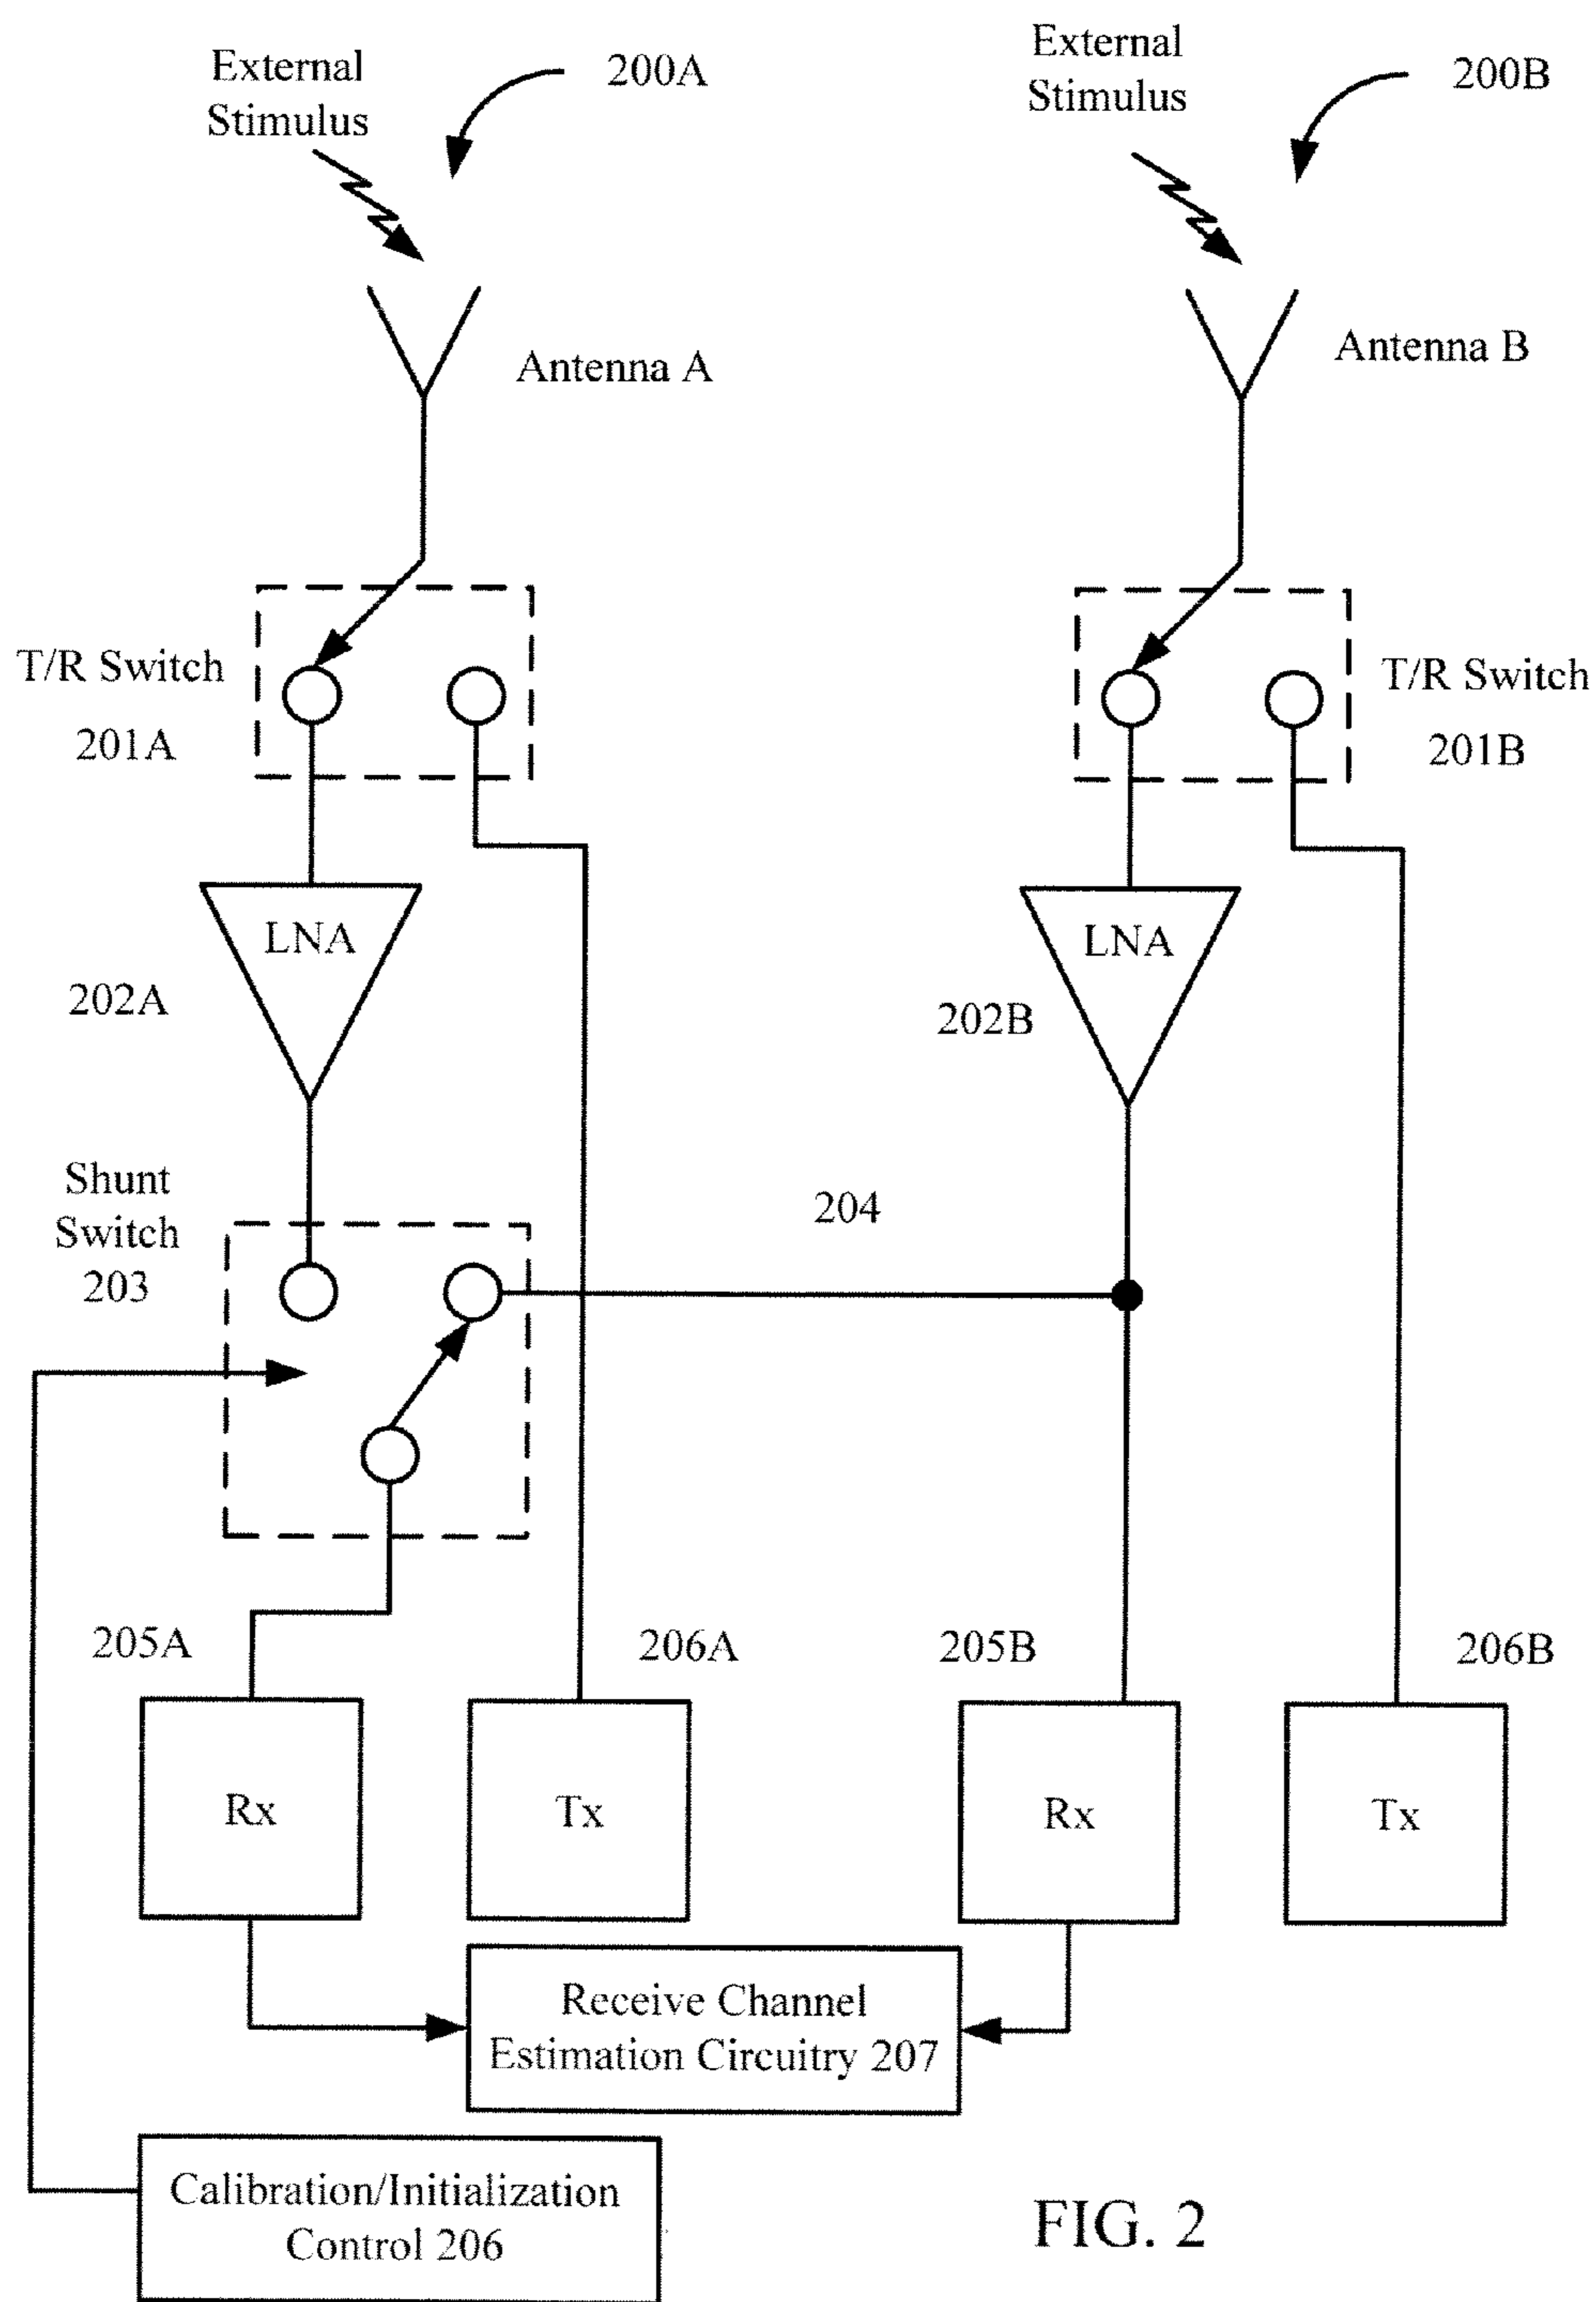 External
Stimulus
200A
External
Stimulus
200B
Antenna A
Antenna B
T/R Switch
201A
T/R Switch
201B
LNA
202A
LNA
202B
Shunt
Switch
203
204
205A
206A
205B
206B
Rx
Tx
Rx
Tx
Receive Channel
Estimation Circuitry 207
Calibration/Initialization
Control 206
FIG. 2